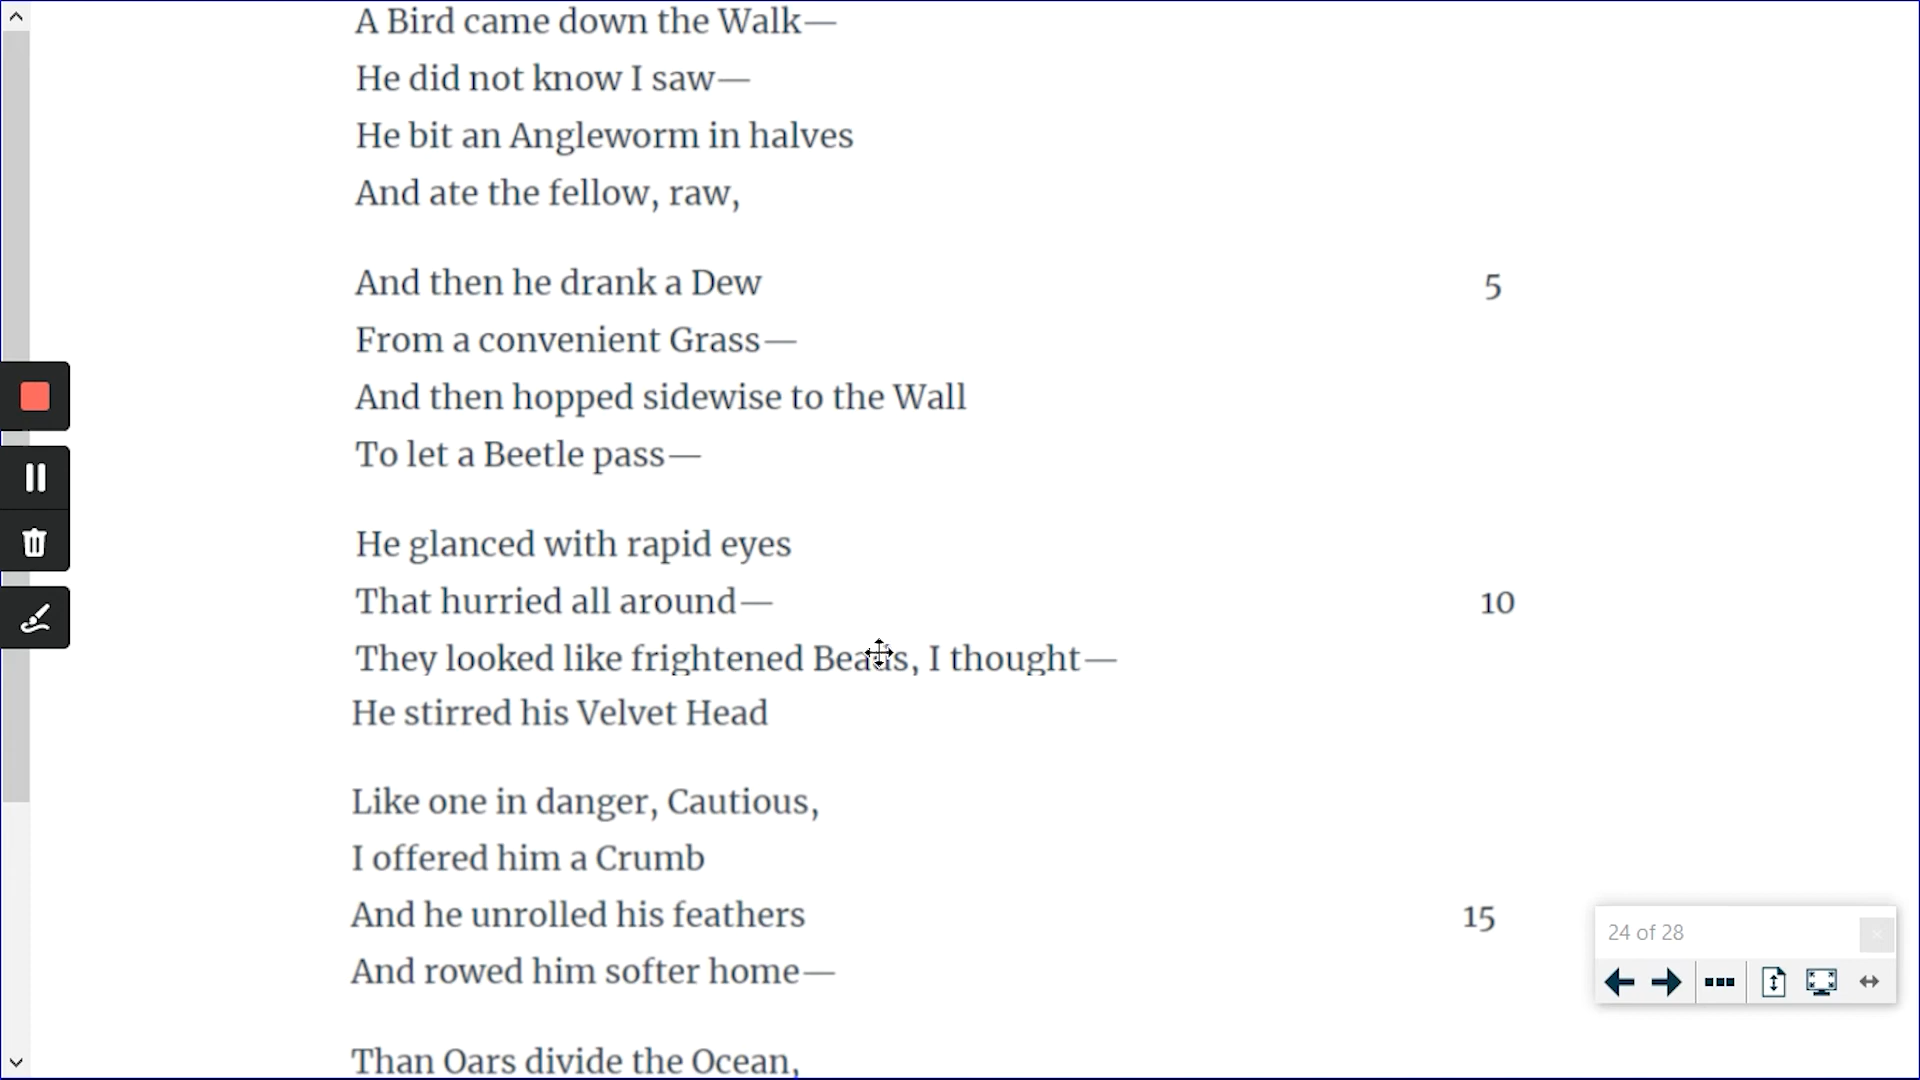 A Bird came down the Walk—
He did not know I saw—
He bit an Angleworm in halves
And ate the fellow, raw,
And then he drank a Dew 5
From a convenient Grass—
And then hopped sidewise to the Wall
To let a Beetle pass—
He glanced with rapid eyes
That hurried all around— 10
They looked like frightened Beads, I thought—
He stirred his Velvet Head
Like one in danger, Cautious,
I offered him a Crumb
And he unrolled his feathers 15
And rowed him softer home—
Than Oars divide the Ocean,
24 of 28